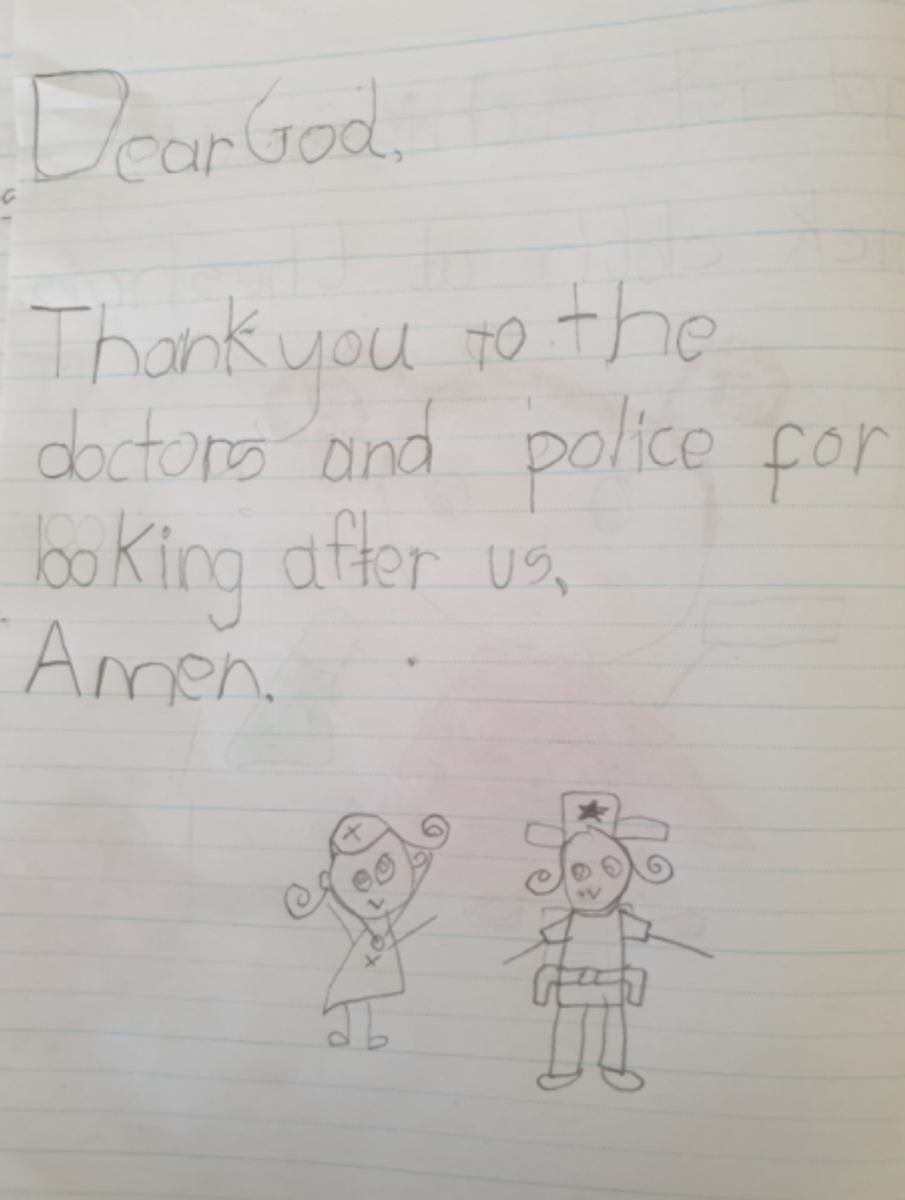 Dear God,
Thank you to the
doctors and police for
looking after us,
Amen.